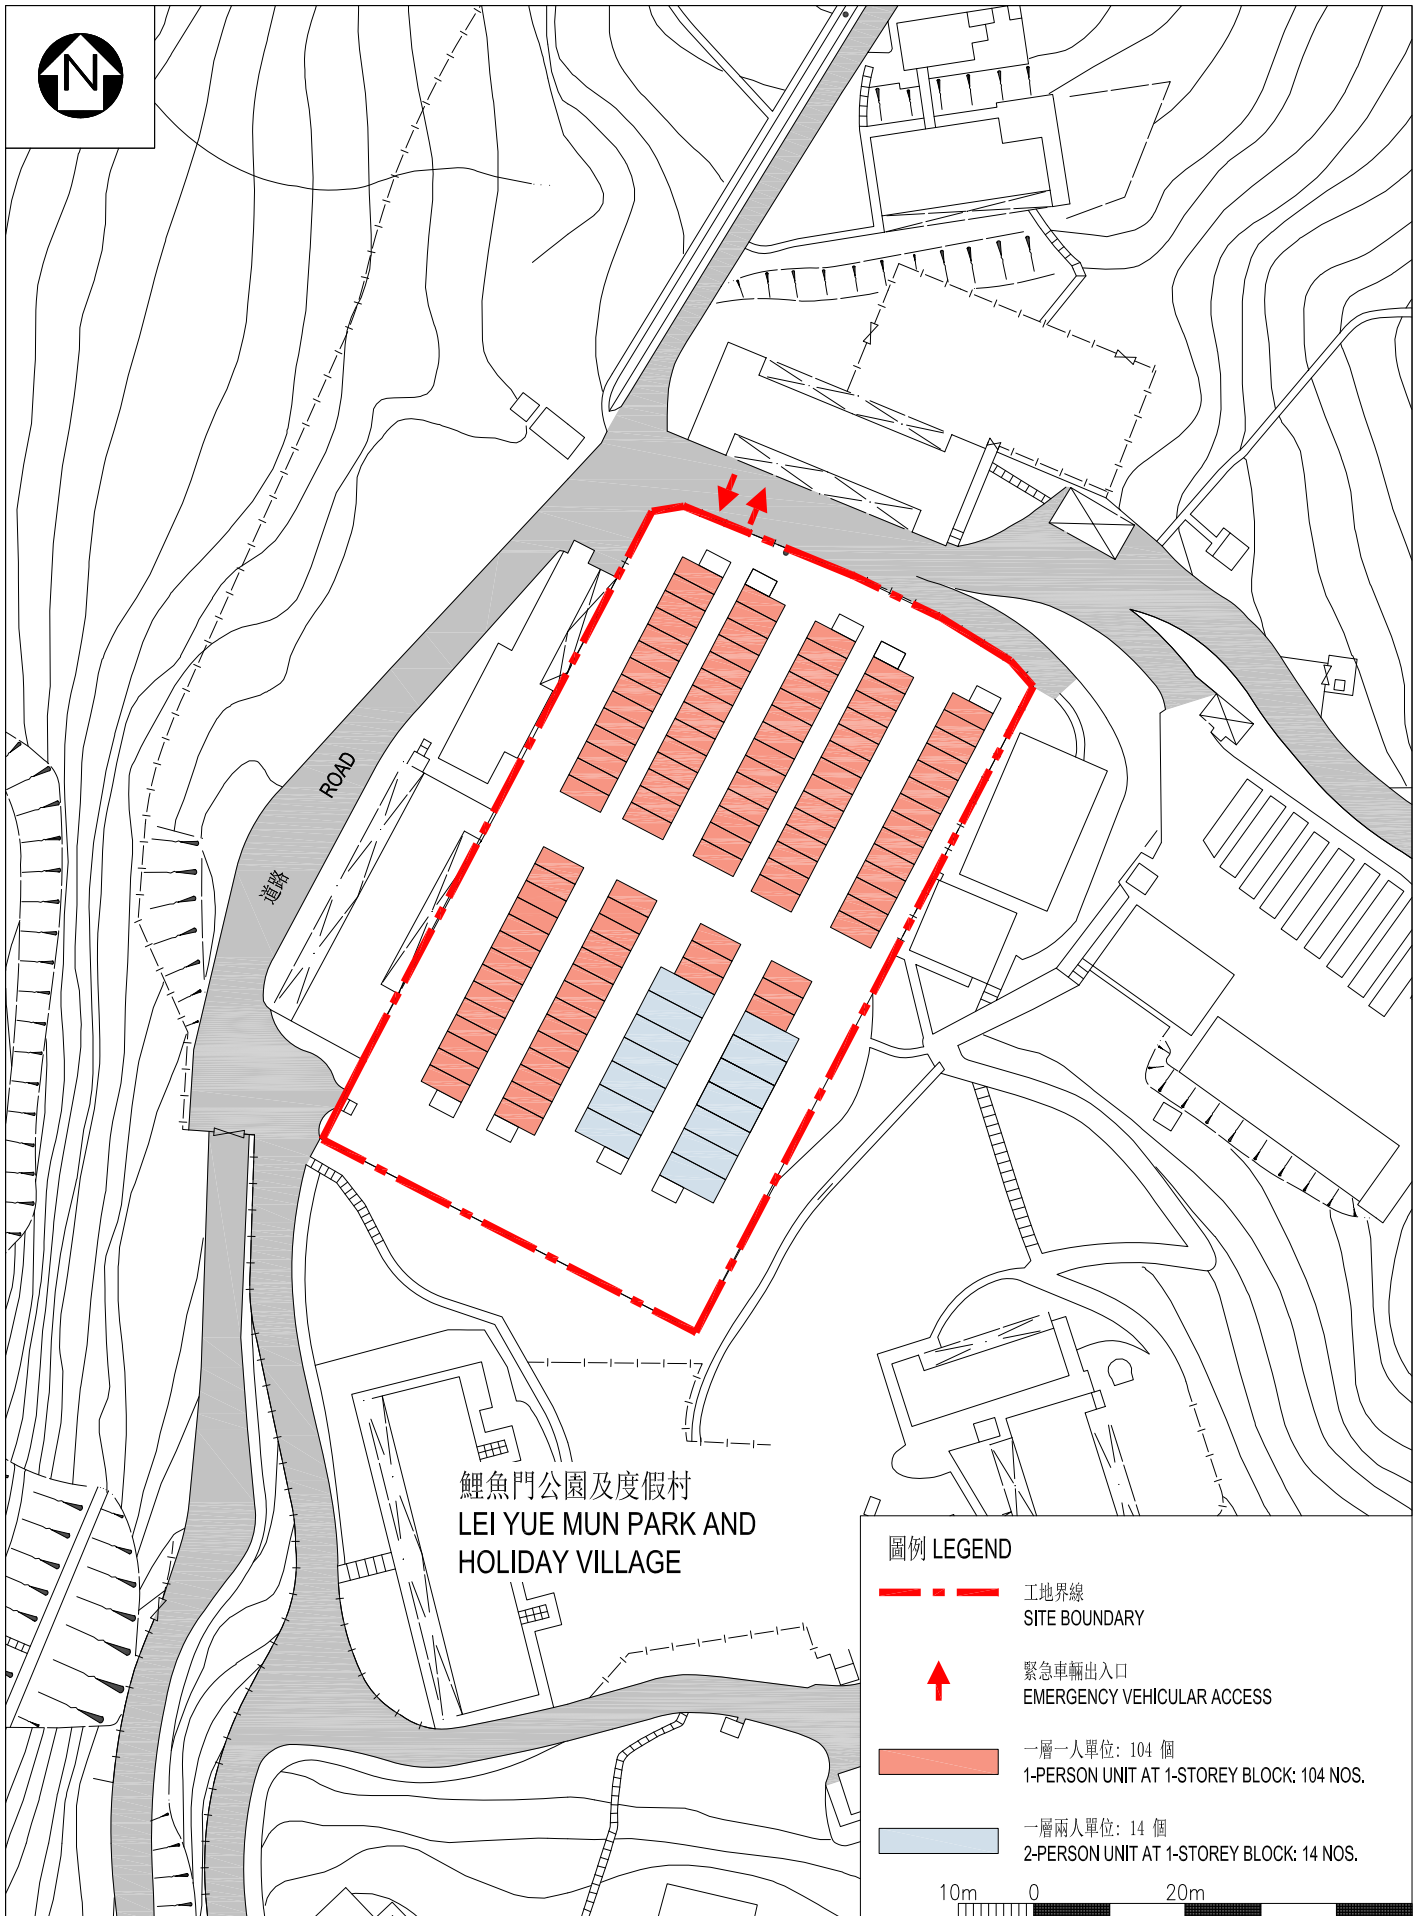 N
ROAD
道路
鯉魚門公園及度假村
LEI YUE MUN PARK AND
HOLIDAY VILLAGE
圖例 LEGEND
工地界線
SITE BOUNDARY
緊急車輛出入口
EMERGENCY VEHICULAR ACCESS
一層一人單位: 104 個
1-PERSON UNIT AT 1-STOREY BLOCK: 104 NOS.
一層兩人單位: 14 個
2-PERSON UNIT AT 1-STOREY BLOCK: 14 NOS.
10m 0 20m